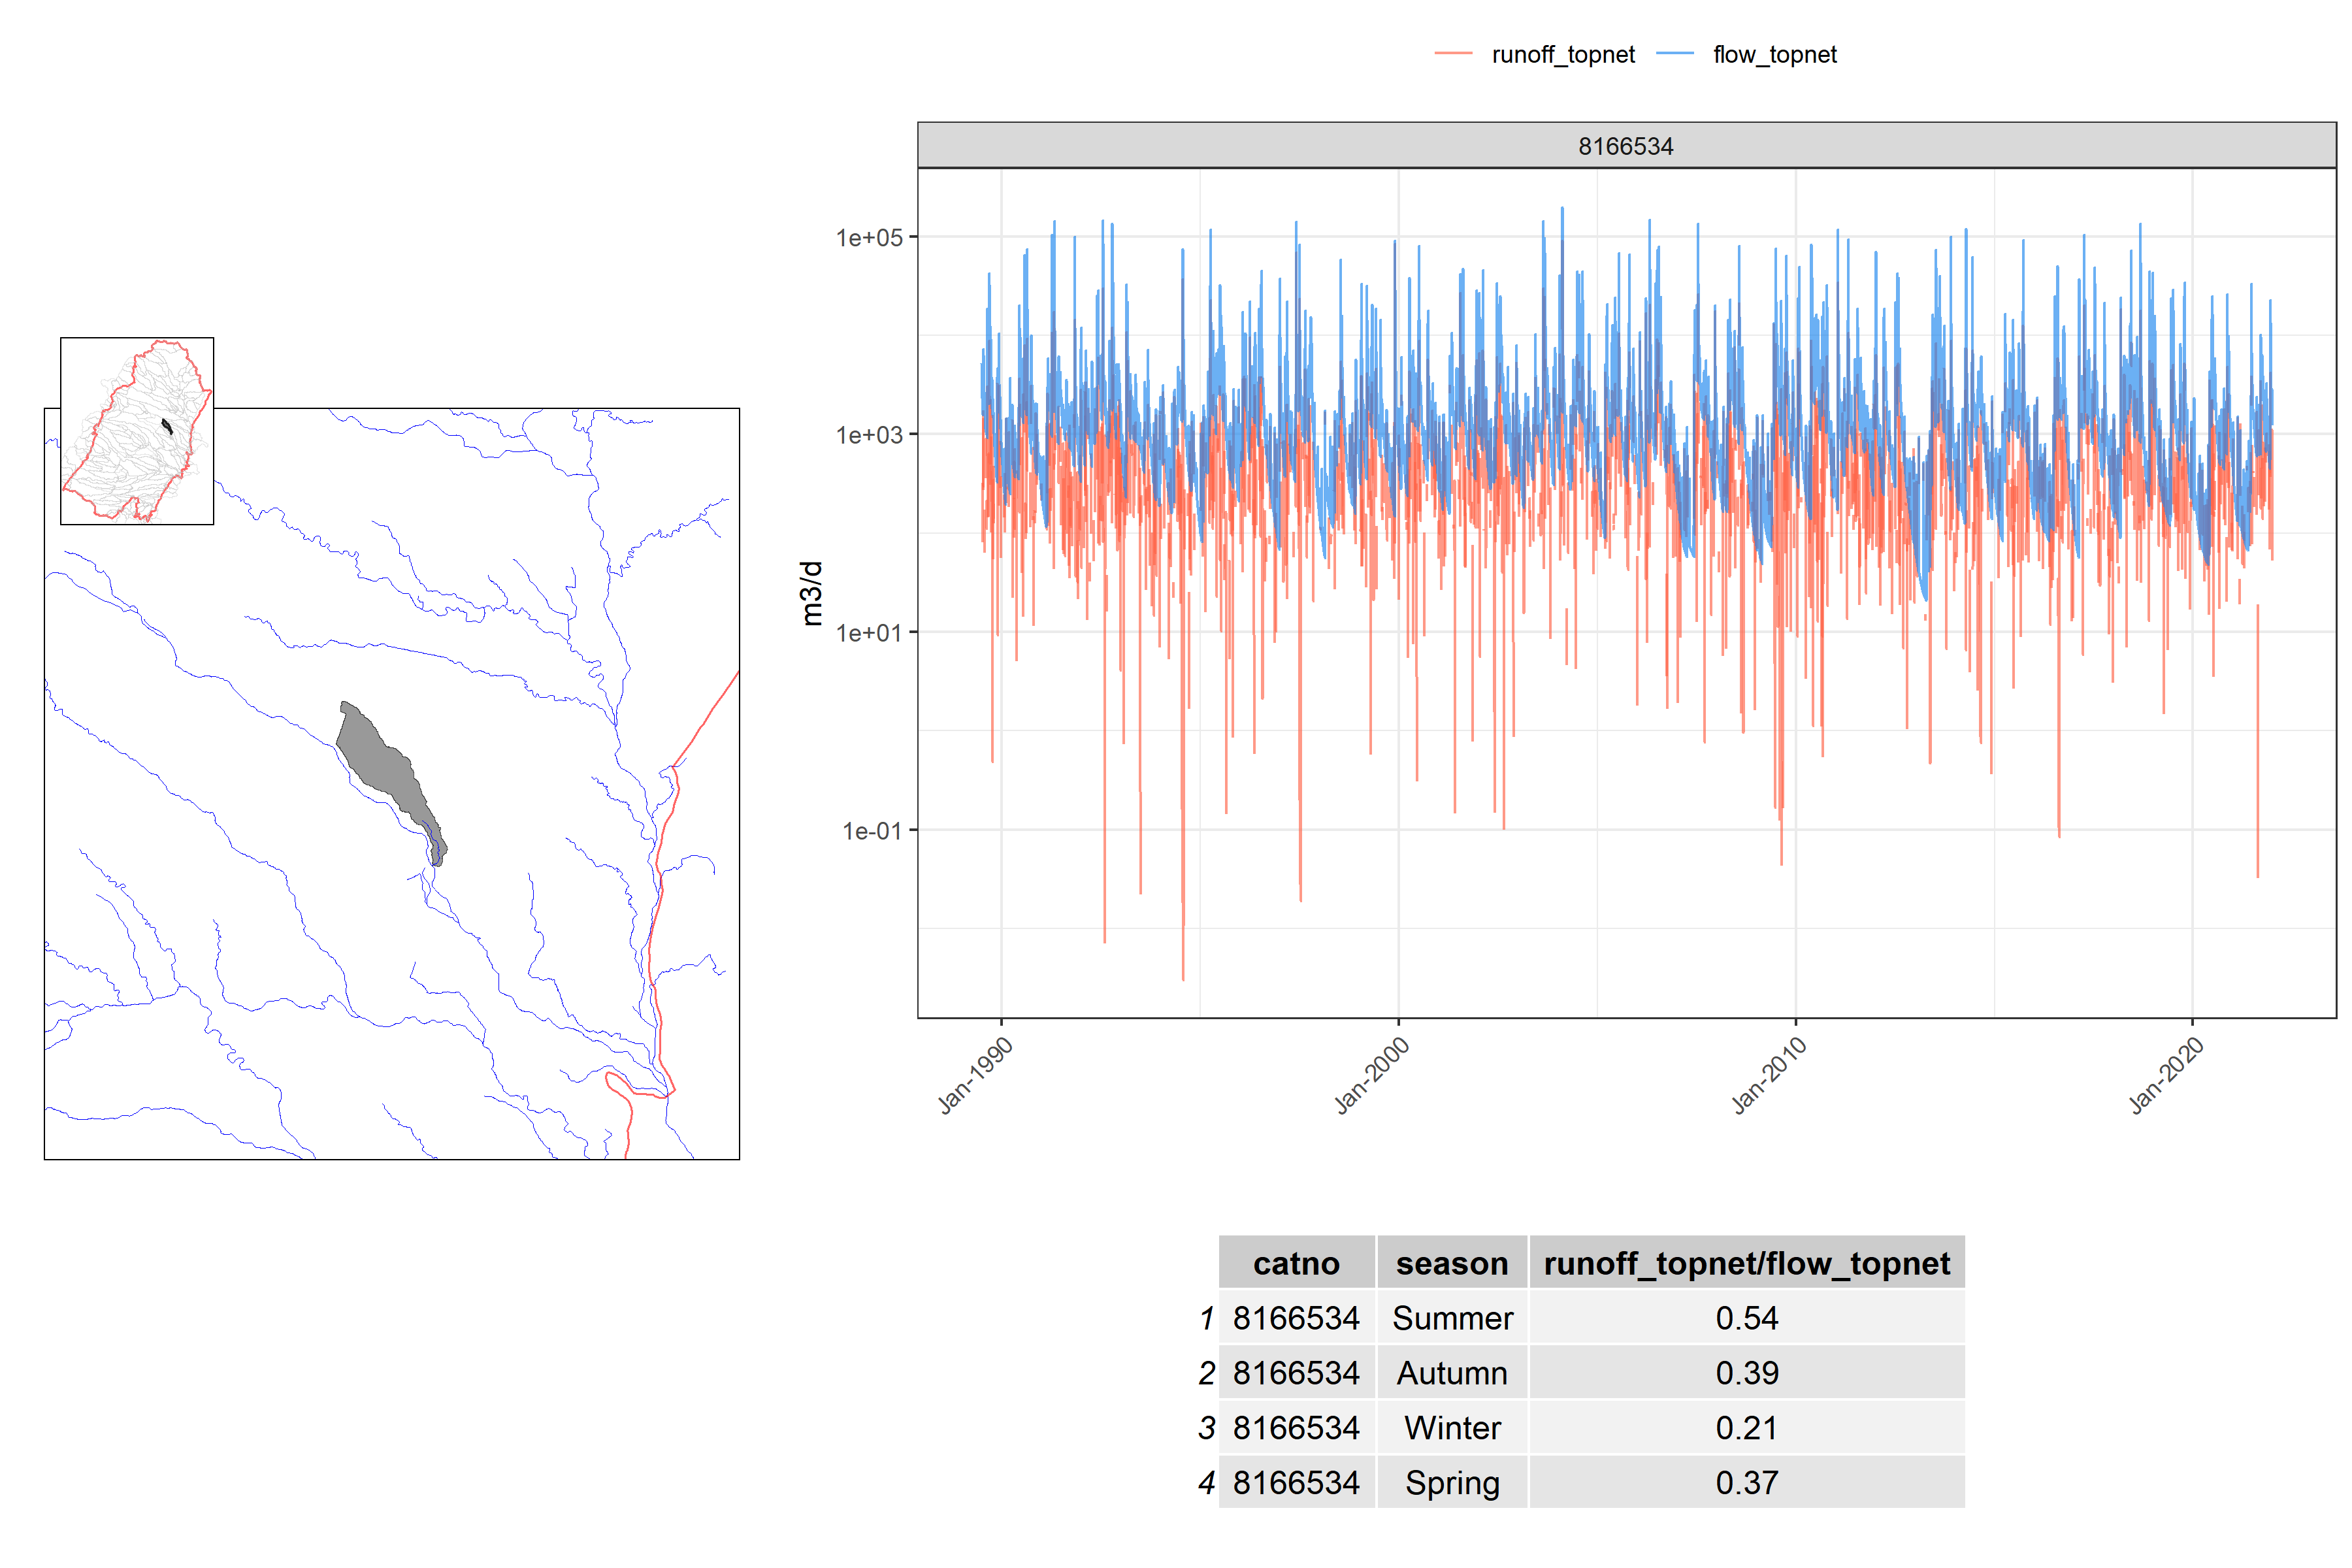 runoff_topnet flow_topnet
8166534
1e+05
1e+03
1e+01
1e-01
m3/d
Jan-1990 Jan-2000 Jan-2010 Jan-2020
catno season runoff_topnet/flow_topnet
1 8166534 Summer 0.54
2 8166534 Autumn 0.39
3 8166534 Winter 0.21
4 8166534 Spring 0.37